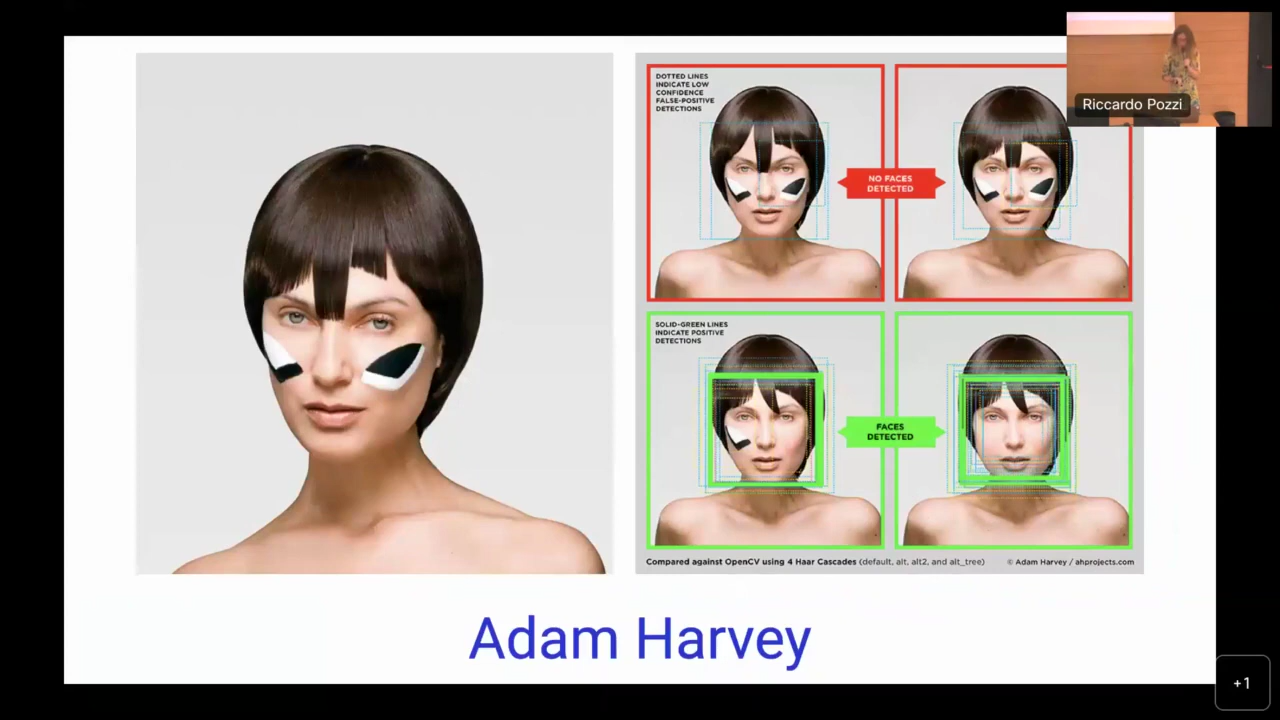 DOTTED LINES
INDICATE LOW
CONFIDENCE
FALSE-POSITIVE
DETECTIONS
NO FACES
DETECTED
Riccardo Pozzi
SOLID-GREEN LINES
INDICATE POSITIVE
DETECTIONS
FACES
DETECTED
Compared against OpenCV using 4 Haar Cascades (default, alt, alt2, and alt_tree) © Adam Harvey / ahprojects.com
Adam Harvey
+1